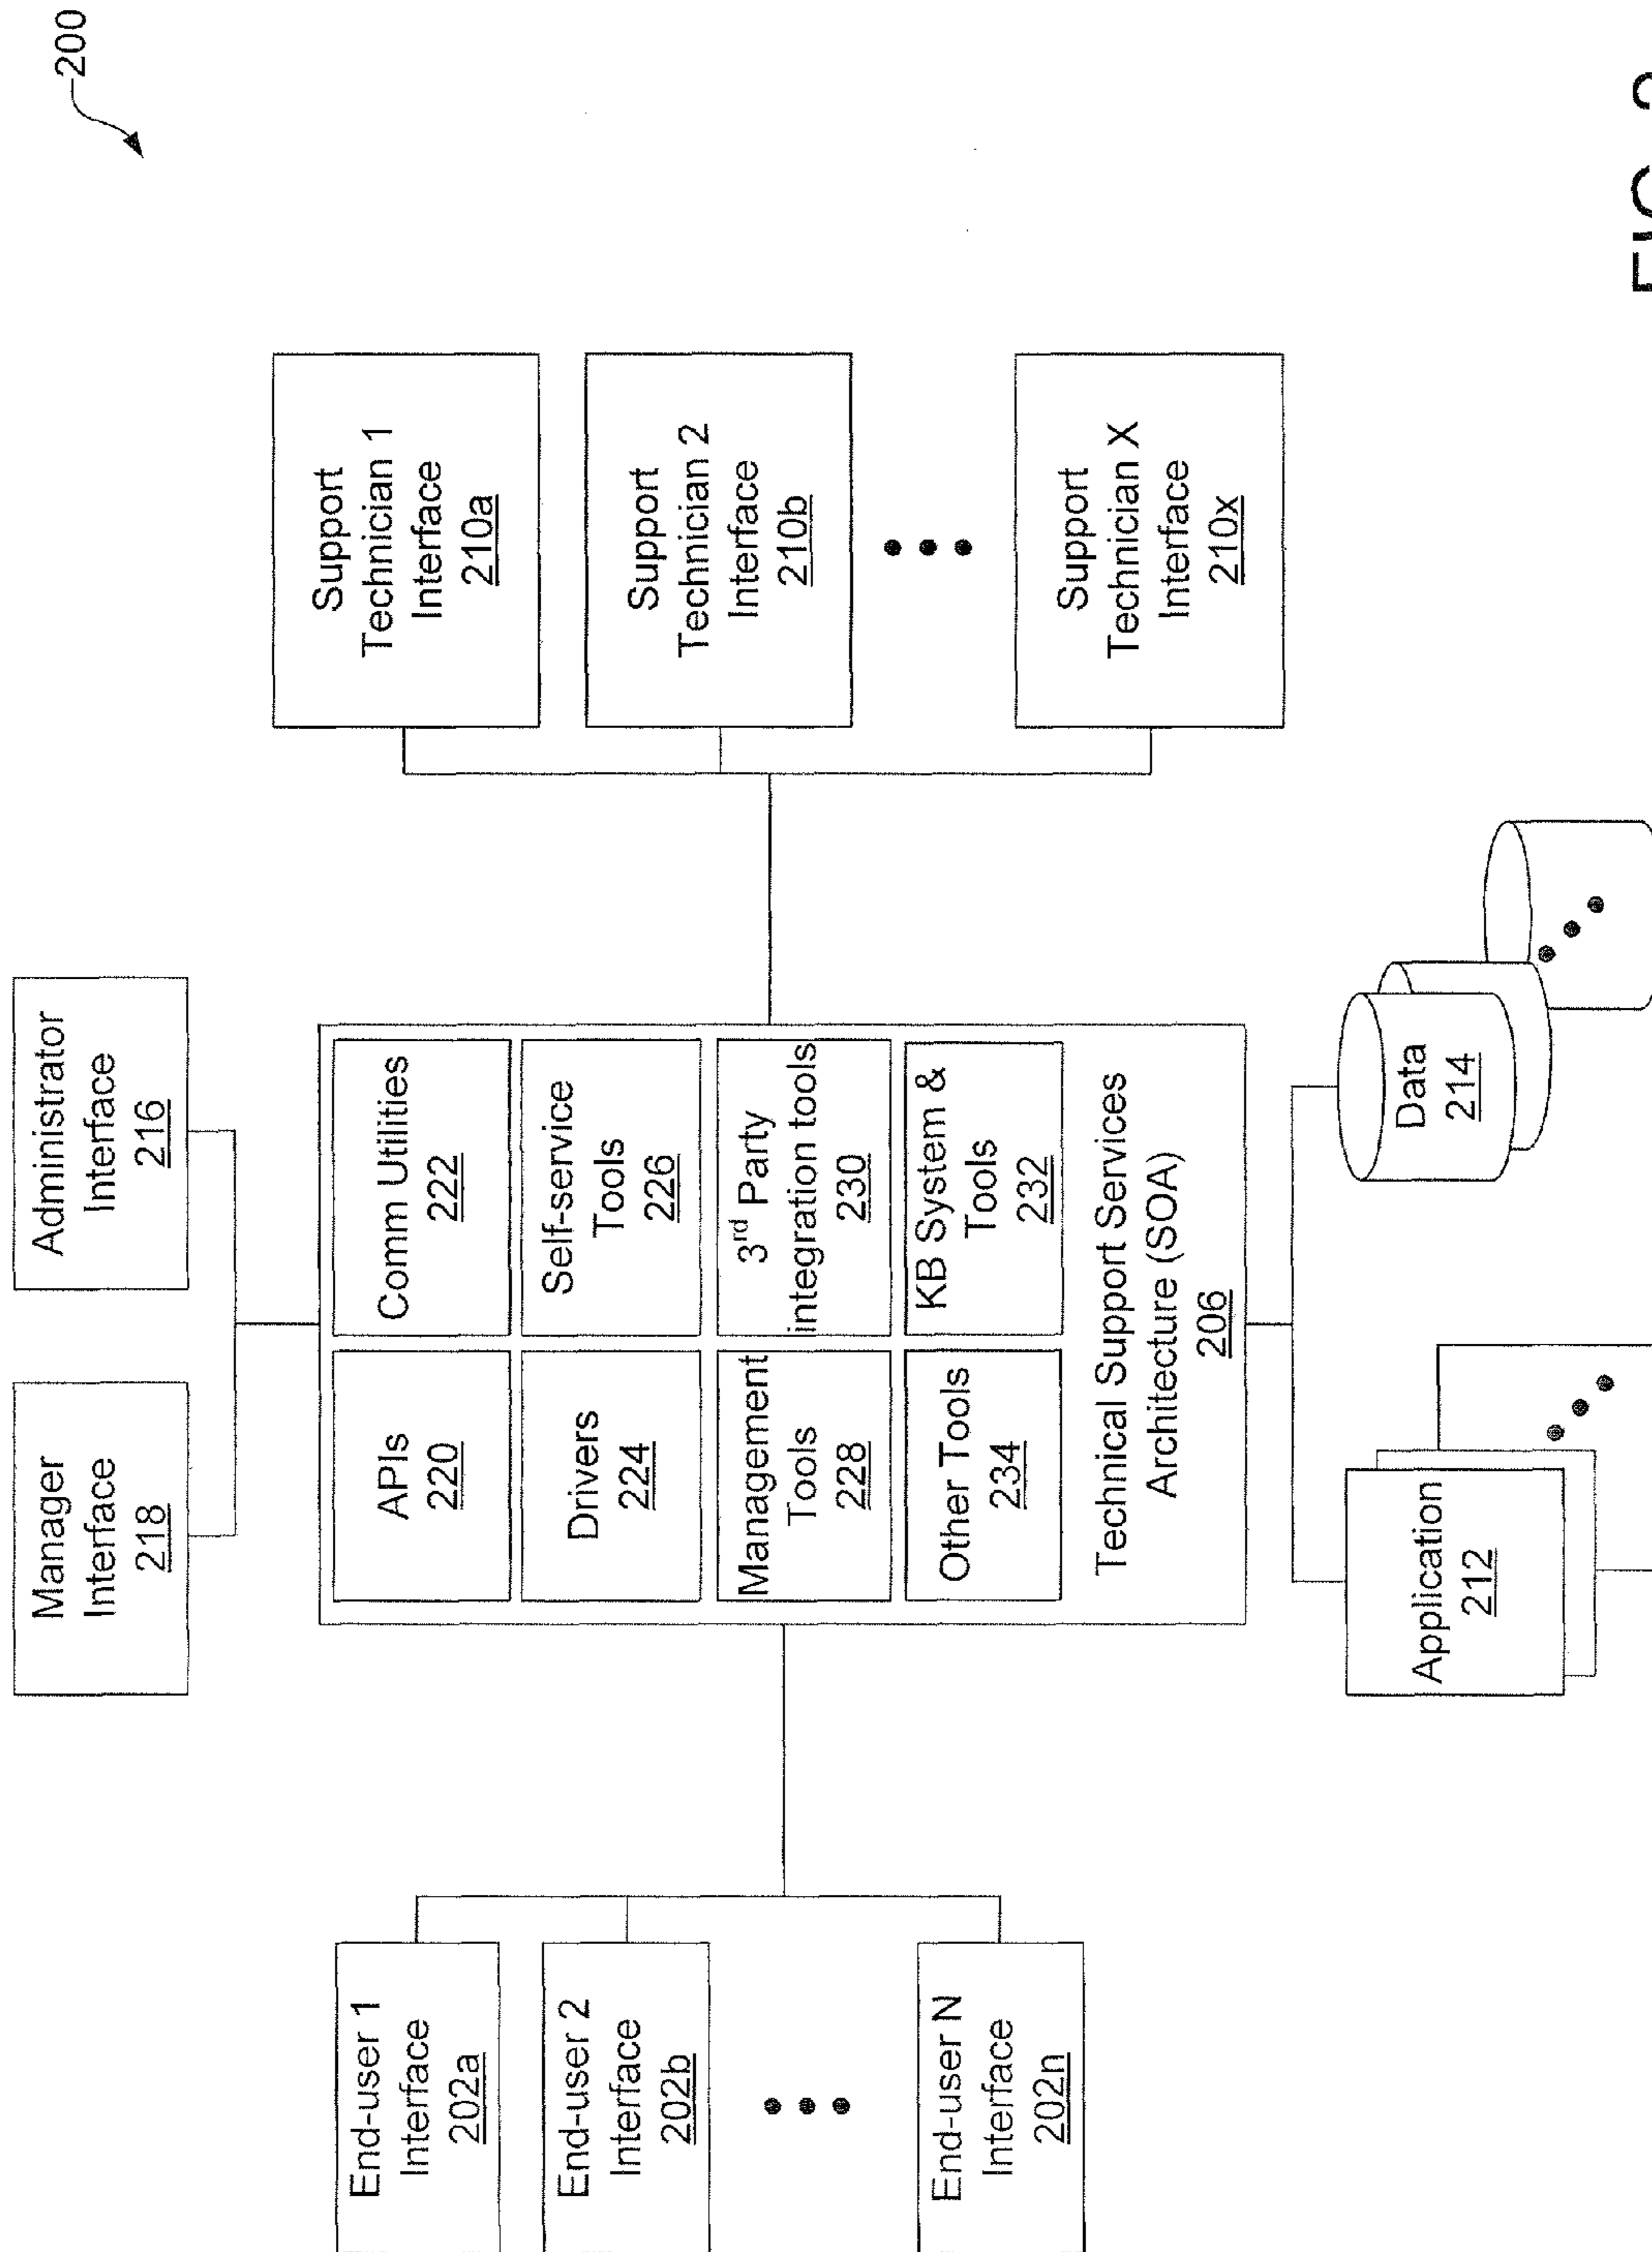 200
Manager
Interface
218
Administrator
Interface
216
End-user 1
Interface
202a
End-user 2
Interface
202b
End-user N
Interface
202n
APIs
220
Comm Utilities
222
Drivers
224
Self-service
Tools
226
Management
Tools
228
3rd Party
integration tools
230
Other Tools
234
KB System &
Tools
232
Technical Support Services
Architecture (SOA)
206
Support
Technician 1
Interface
210a
Support
Technician 2
Interface
210b
Support
Technician X
Interface
210x
Application
212
Data
214